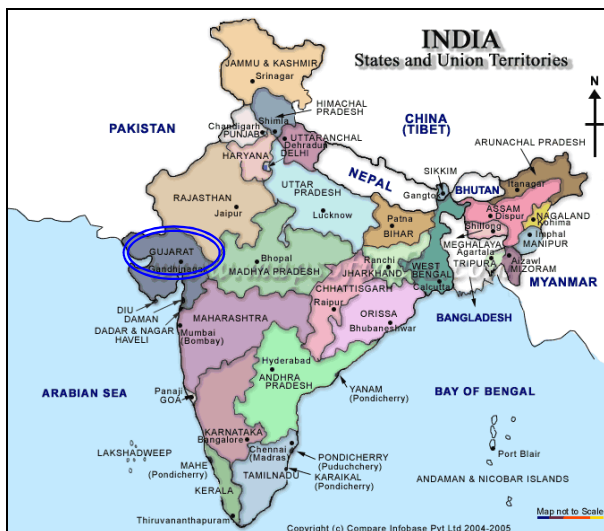 INDIA
States and Union Territories
N
JAMMU & KASHMIR
Srinagar
HIMACHAL
PRADESH
PAKISTAN
CHINA
(TIBET)
Shimla
Chandigarh
PUNJAB
UTTARANCHAL
Dehradun
HARYANA
DELHI
ARUNACHAL PRADESH
SIKKIM
NEPAL
Gangtok
BHUTAN
Itanagar
RAJASTHAN
Jaipur
UTTAR
PRADESH
Lucknow
ASSAM
Dispur
NAGALAND
Kohima
Patna
BIHAR
Shillong
MEGHALAYA
Imphal
MANIPUR
GUJARAT
Gandhinagar
Bhopal
MADHYA PRADESH
Ranchi
JHARKHAND
WEST
BENGAL
Calcutta
Agartala
TRIPURA
Aizawl
MIZORAM
MYANMAR
CHHATTISGARH
Raipur
DIU
DAMAN
DADAR & NAGAR
HAVELI
MAHARASHTRA
Mumbai
(Bombay)
ORISSA
Bhubaneshwar
BANGLADESH
Hyderabad
ANDHRA
PRADESH
YANAM
(Pondicherry)
ARABIAN SEA
BAY OF BENGAL
Panaji
GOA
KARNATAKA
Bangalore
LAKSHADWEEP
Chennai
(Madras)
PONDICHERRY
(Puduchery)
Port Blair
MAHE
(Pondicherry)
KARAIKAL
(Pondicherry)
ANDAMAN & NICOBAR ISLANDS
TAMILNADU
KERALA
Thiruvananthapuram
Map not to Scale
Copyright (c) Compare Infobase Pvt Ltd 2004-2005